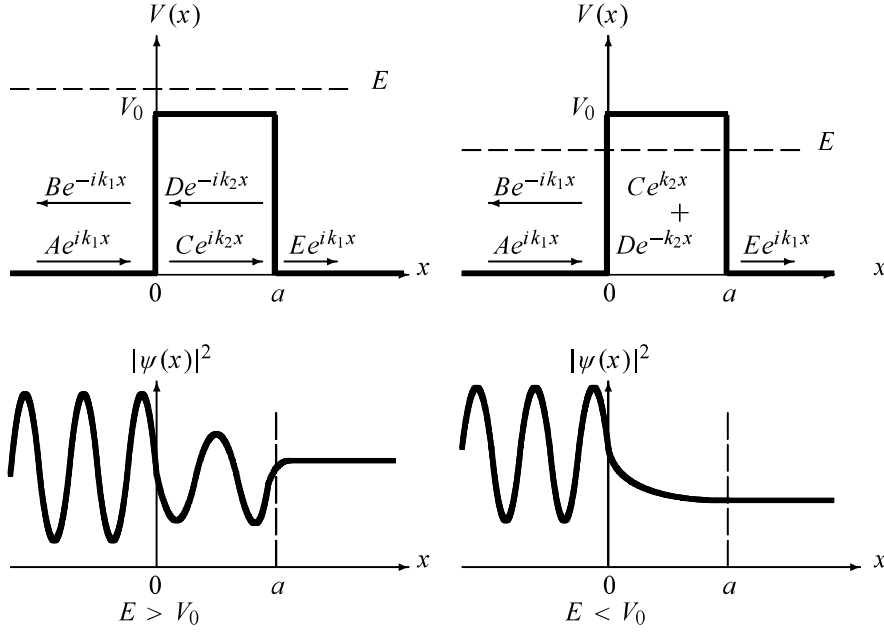 V(x) V(x)
E
V₀ V₀
E
Be^{-ik₁x} De^{-ik₂x} Be^{-ik₁x} Ce^{k₂x}
+
Ae^{ik₁x} Ce^{ik₂x} Ee^{ik₁x} Ae^{ik₁x} De^{-k₂x} Ee^{ik₁x}
x x
0 a 0 a
|ψ(x)|² |ψ(x)|²
x x
0 a 0 a
E > V₀ E < V₀